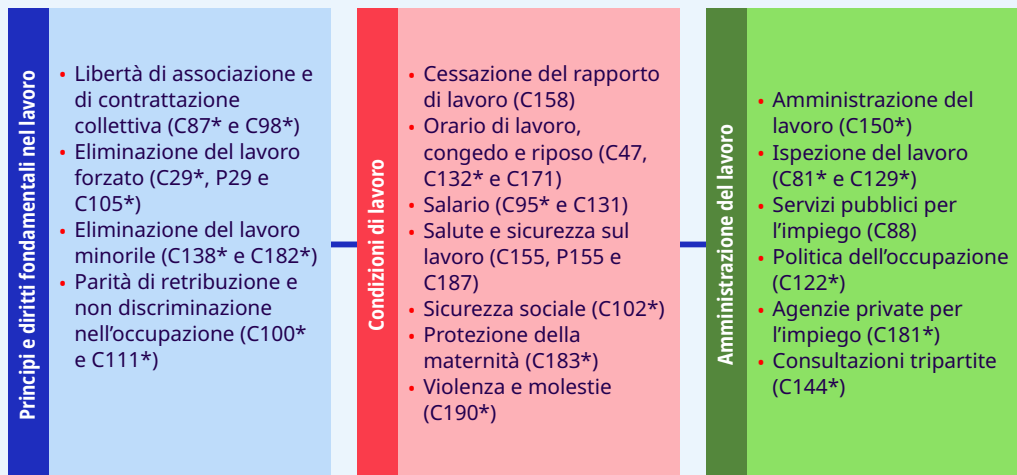 Principi e diritti fondamentali nel lavoro
• Libertà di associazione e
di contrattazione
collettiva (C87* e C98*)
• Eliminazione del lavoro
forzato (C29*, P29 e
C105*)
• Eliminazione del lavoro
minorile (C138* e C182*)
• Parità di retribuzione e
non discriminazione
nell’occupazione (C100*
e C111*)
Condizioni di lavoro
• Cessazione del rapporto
di lavoro (C158)
• Orario di lavoro,
congedo e riposo (C47,
C132* e C171)
• Salario (C95* e C131)
• Salute e sicurezza sul
lavoro (C155, P155 e
C187)
• Sicurezza sociale (C102*)
• Protezione della
maternità (C183*)
• Violenza e molestie
(C190*)
Amministrazione del lavoro
• Amministrazione del
lavoro (C150*)
• Ispezione del lavoro
(C81* e C129*)
• Servizi pubblici per
l’impiego (C88)
• Politica dell’occupazione
(C122*)
• Agenzie private per
l’impiego (C181*)
• Consultazioni tripartite
(C144*)